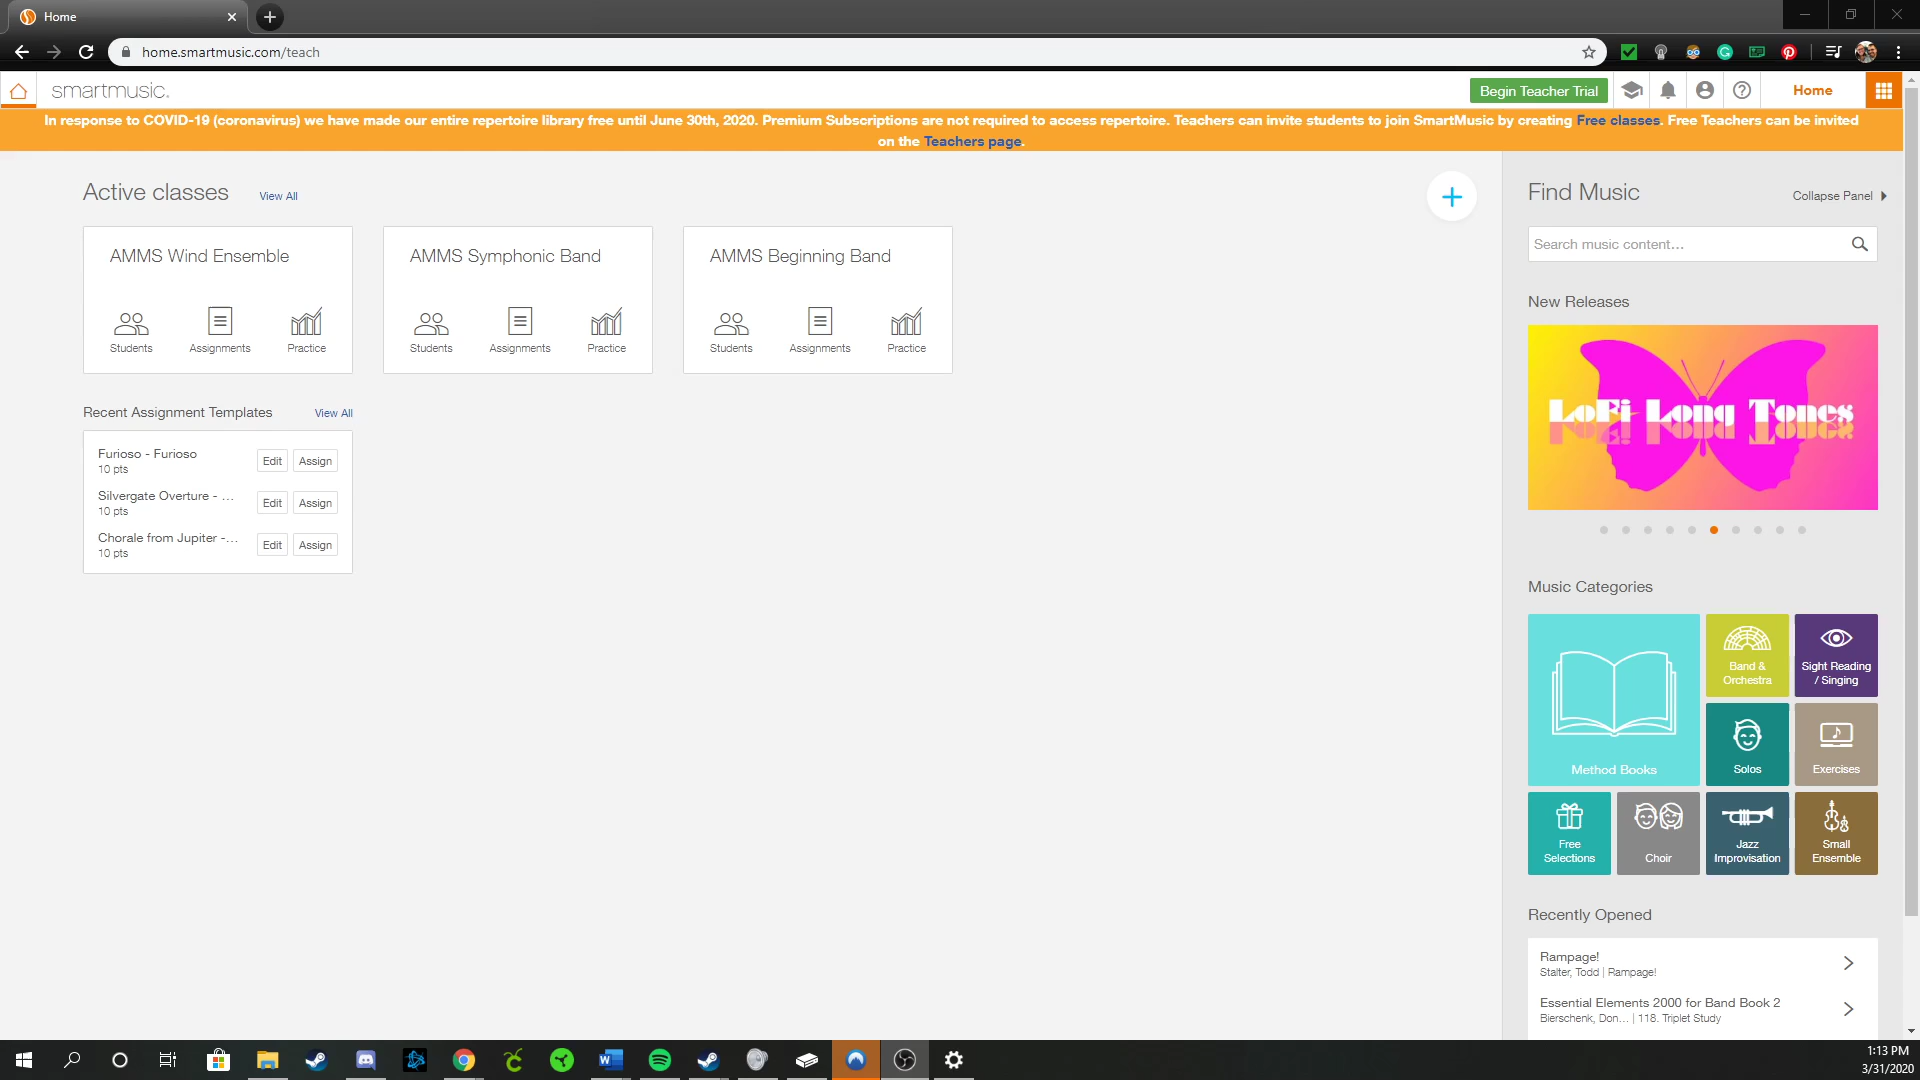 Home
home.smartmusic.com/teach
smartmusic.
Begin Teacher Trial
Home
In response to COVID-19 (coronavirus) we have made our entire repertoire library free until June 30th, 2020. Premium Subscriptions are not required to access repertoire. Teachers can invite students to join SmartMusic by creating Free classes. Free Teachers can be invited
on the Teachers page.
Active classes View All
AMMS Wind Ensemble
Students Assignments Practice
AMMS Symphonic Band
Students Assignments Practice
AMMS Beginning Band
Students Assignments Practice
Recent Assignment Templates View All
Furioso - Furioso
10 pts
Edit Assign
Silvergate Overture - ...
10 pts
Edit Assign
Chorale from Jupiter -...
10 pts
Edit Assign
Find Music
Collapse Panel
Search music content...
New Releases
LoFi Long Tones
Music Categories
Method Books
Band &
Orchestra
Sight Reading
/ Singing
Solos
Exercises
Free
Selections
Choir
Jazz
Improvisation
Small
Ensemble
Recently Opened
Rampage!
Stalter, Todd | Rampage!
Essential Elements 2000 for Band Book 2
Bierschenk, Don... | 118. Triplet Study
1:13 PM
3/31/2020